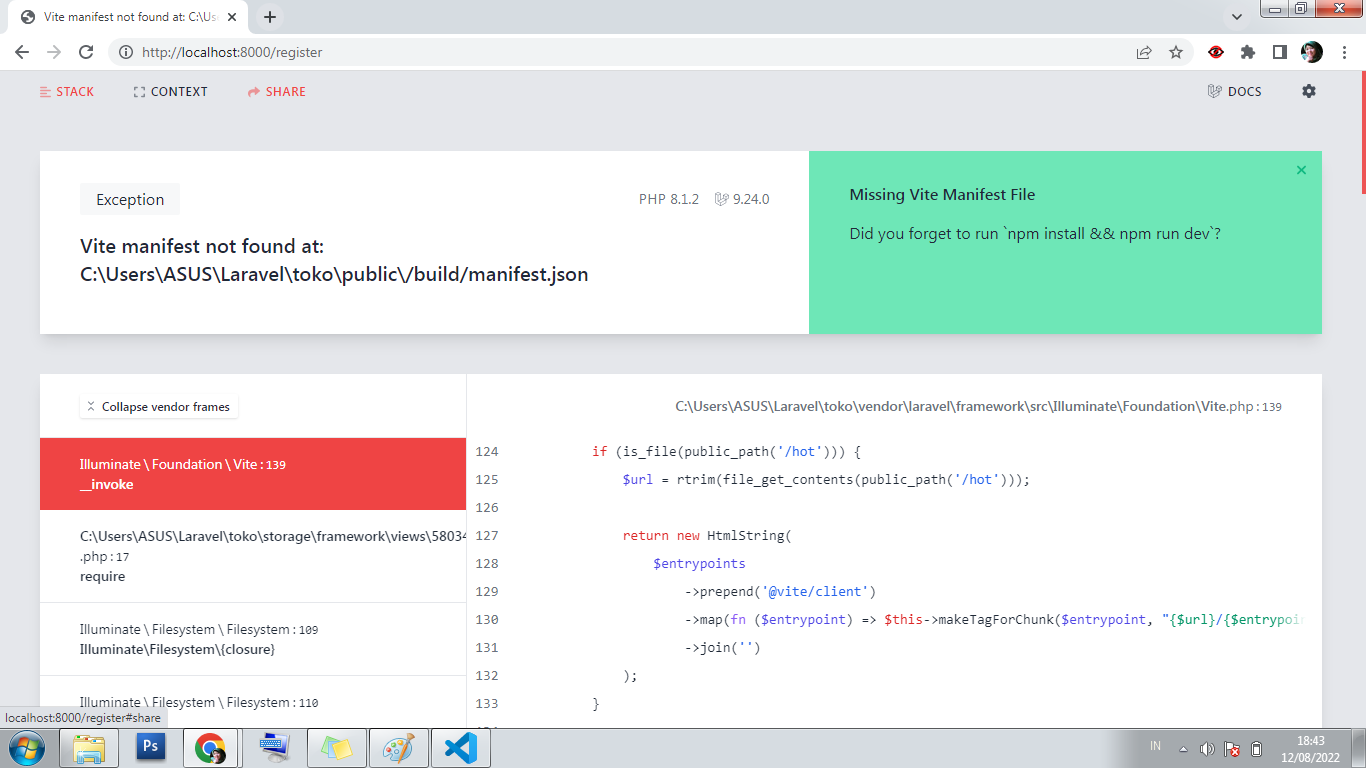 Vite manifest not found at: C:\Us
http://localhost:8000/register
STACK
CONTEXT
SHARE
DOCS
Exception
PHP 8.1.2
9.24.0
Vite manifest not found at:
C:\Users\ASUS\Laravel\toko\public\/build/manifest.json
Missing Vite Manifest File
Did you forget to run `npm install && npm run dev`?
Collapse vendor frames
Illuminate \ Foundation \ Vite : 139
__invoke
C:\Users\ASUS\Laravel\toko\storage\framework\views\58034
.php : 17
require
Illuminate \ Filesystem \ Filesystem : 109
Illuminate\Filesystem\{closure}
Illuminate \ Filesystem \ Filesystem : 110
C:\Users\ASUS\Laravel\toko\vendor\laravel\framework\src\Illuminate\Foundation\Vite.php : 139
124 if (is_file(public_path('/hot'))) {
125 $url = rtrim(file_get_contents(public_path('/hot')));
126
127 return new HtmlString(
128 $entrypoints
129 ->prepend('@vite/client')
130 ->map(fn ($entrypoint) => $this->makeTagForChunk($entrypoint, "{$url}/{$entrypoi
131 ->join('')
132 );
133 }
localhost:8000/register#share
Ps
IN
18:43
12/08/2022